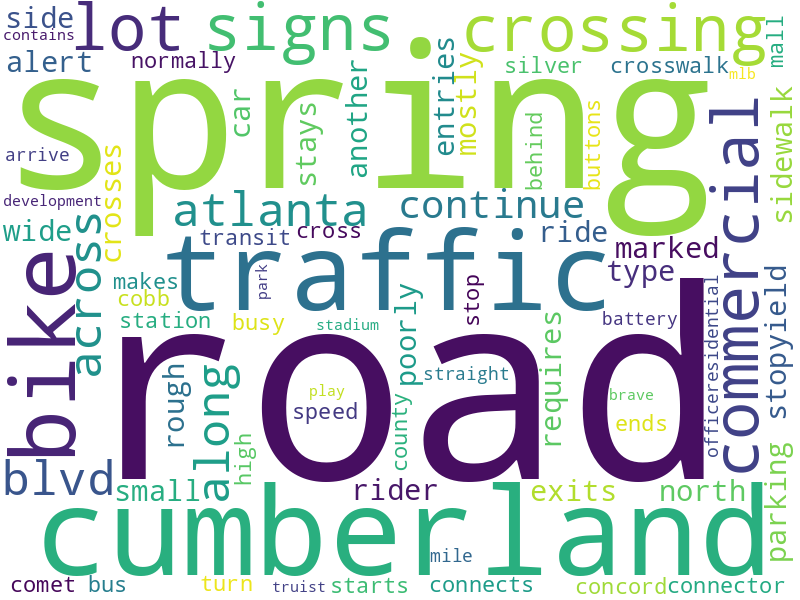 side
contains
lot
signs
crossing
mall
alert
normally
silver
crosswalk
mlb
spring
car
stays
another
entries
mostly
behind
buttons
sidewalk
arrive
development
crosses
wide
across
atlanta
continue
commercial
transit
cross
ride
marked
type
bike
traffic
makes
park
stop
cobb
station
busy
stadium
poorly
battery
officeresidential
stopyield
road
rough
along
play
speed
county
straight
requires
brave
ends
high
blvd
small
rider
exits
north
parking
cumberland
mile
comet
bus
turn
truist
starts
connects
concord
connector